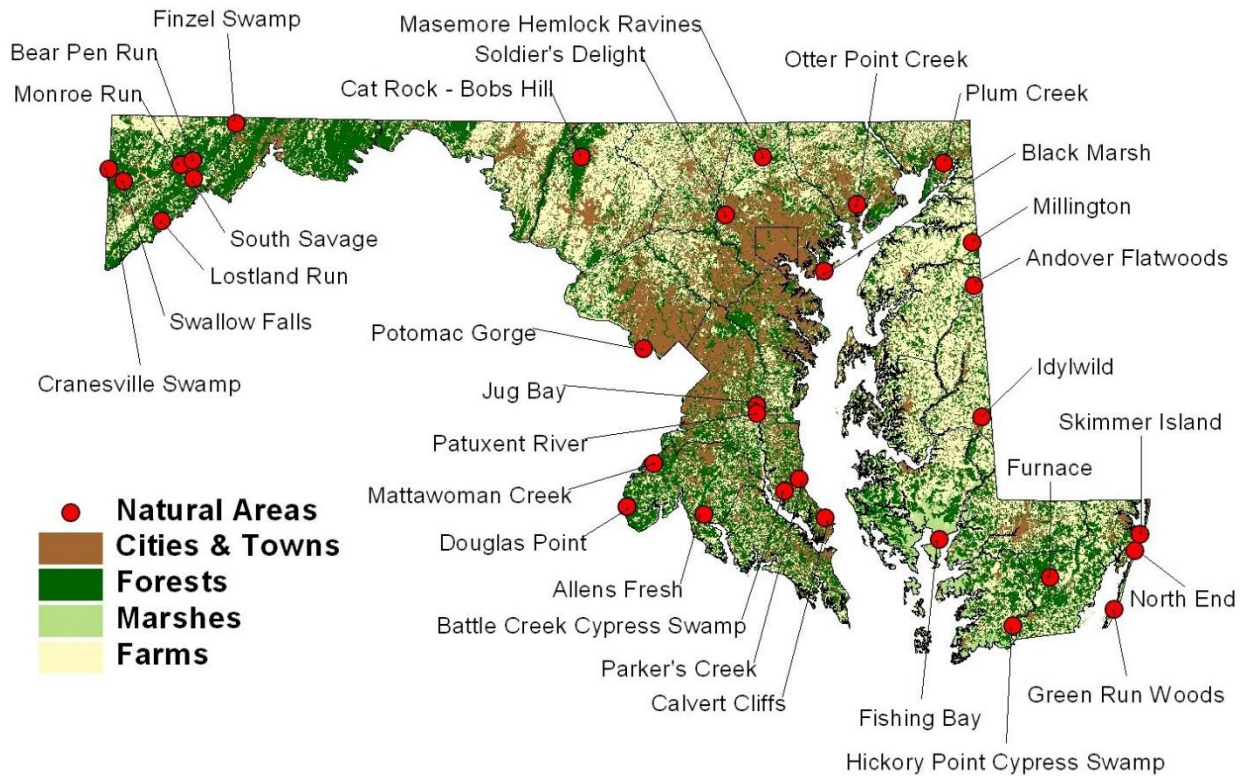 Finzel Swamp
Masemore Hemlock Ravines
Bear Pen Run
Soldier's Delight
Otter Point Creek
Monroe Run
Cat Rock - Bobs Hill
Plum Creek
Black Marsh
Millington
South Savage
Andover Flatwoods
Lostland Run
Swallow Falls
Potomac Gorge
Cranesville Swamp
Idylwild
Jug Bay
Skimmer Island
Patuxent River
Furnace
Mattawoman Creek
Natural Areas
Cities & Towns
Douglas Point
Forests
Allens Fresh
North End
Marshes
Battle Creek Cypress Swamp
Farms
Parker's Creek
Green Run Woods
Calvert Cliffs
Fishing Bay
Hickory Point Cypress Swamp